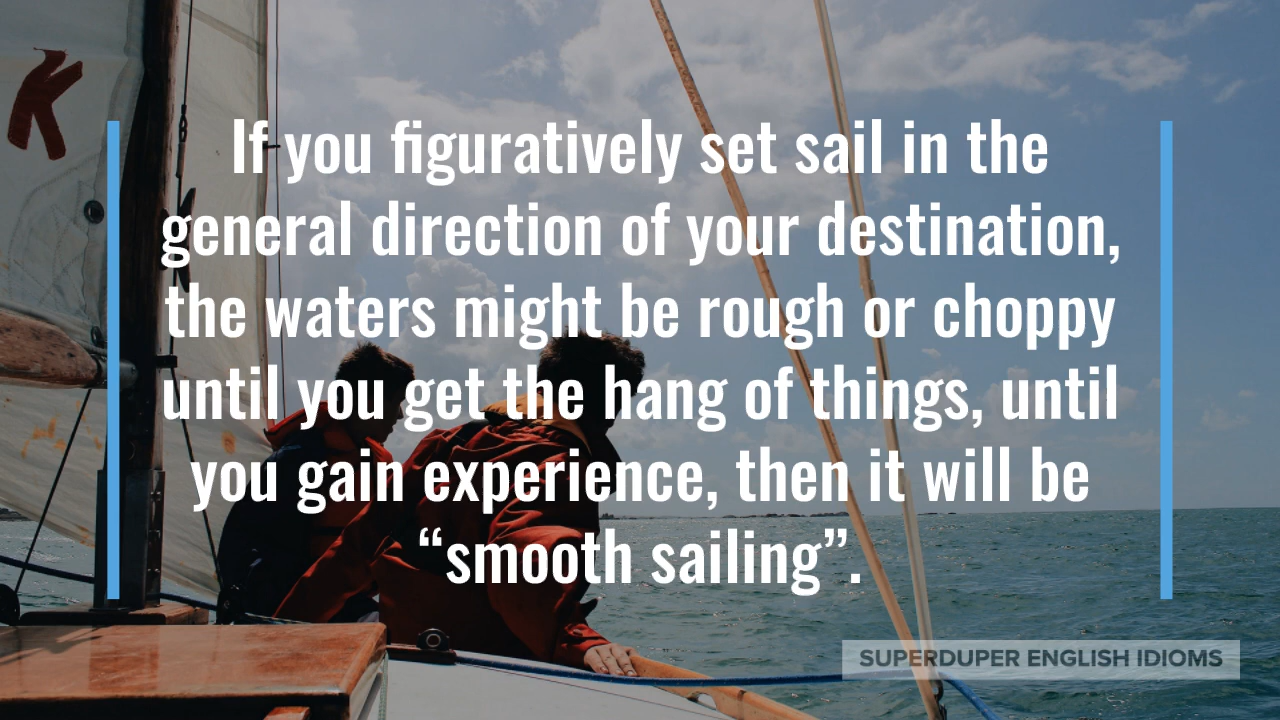 K
If you figuratively set sail in the
general direction of your destination,
the waters might be rough or choppy
until you get the hang of things, until
you gain experience, then it will be
“smooth sailing”.
SUPERDUPER ENGLISH IDIOMS